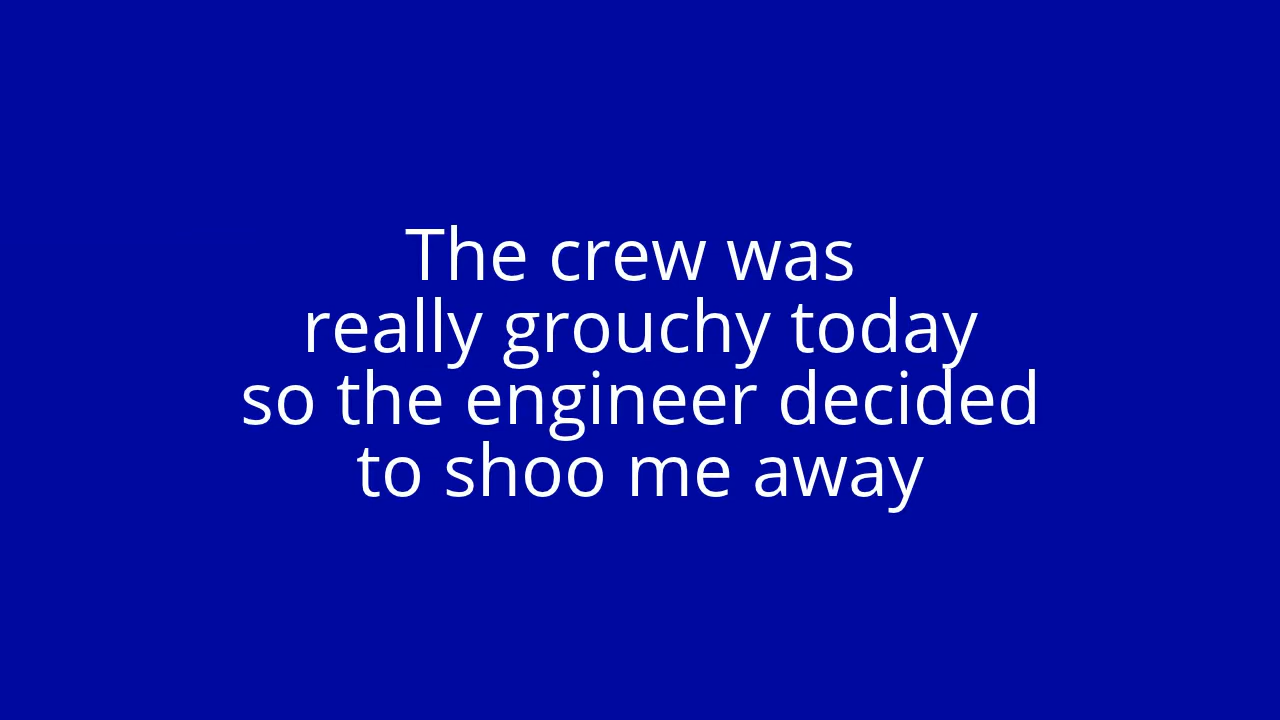 The crew was
really grouchy today
so the engineer decided
to shoo me away